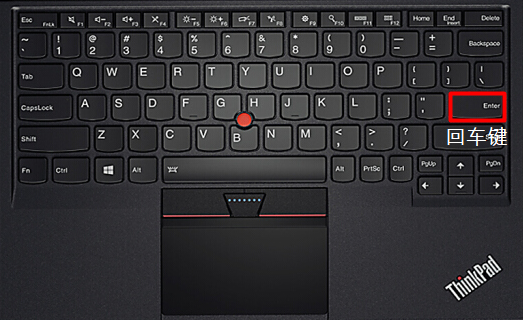 Esc FnLk F1 F2 F3 F4 F5 F6 F7 F8 F9 F10 F11 F12 Home End Insert Delete
~ ! @ # $ % ^ & * ( ) _ + Backspace
` 1 2 3 4 5 6 7 8 9 0 - =
Tab Q W E R T Y U I O P { } |
[ ] \
CapsLock A S D F G H J K L : " Enter
; '
Shift Z X C V B N M < > ? 回车键
, . /
Fn Ctrl Alt Alt PrtSc Ctrl PgUp ↑ PgDn
← ↓ →
ThinkPad